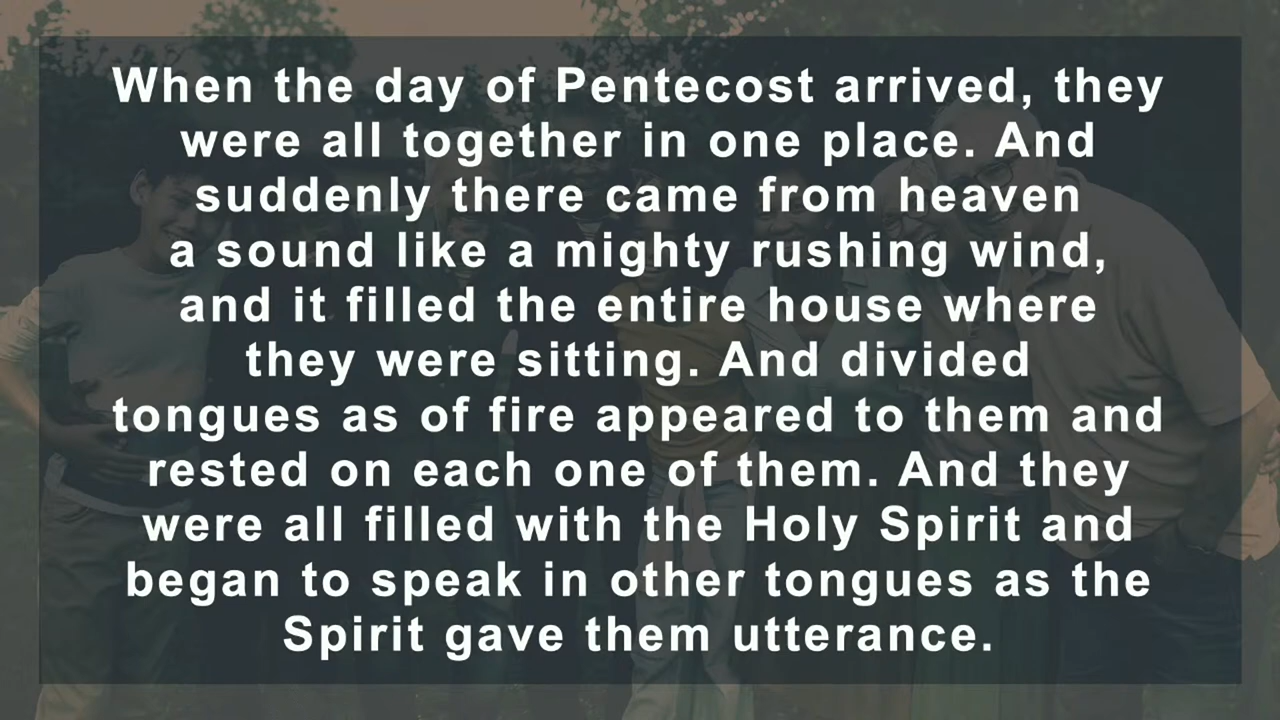 When the day of Pentecost arrived, they
were all together in one place. And
suddenly there came from heaven
a sound like a mighty rushing wind,
and it filled the entire house where
they were sitting. And divided
tongues as of fire appeared to them and
rested on each one of them. And they
were all filled with the Holy Spirit and
began to speak in other tongues as the
Spirit gave them utterance.